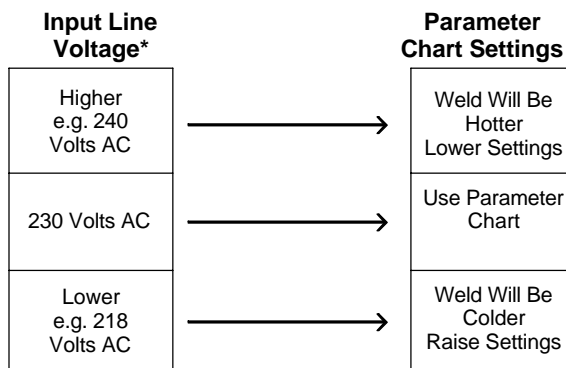 Input Line
Voltage*
Parameter
Chart Settings
Higher
e.g. 240
Volts AC
Weld Will Be
Hotter
Lower Settings
230 Volts AC
Use Parameter
Chart
Lower
e.g. 218
Volts AC
Weld Will Be
Colder
Raise Settings